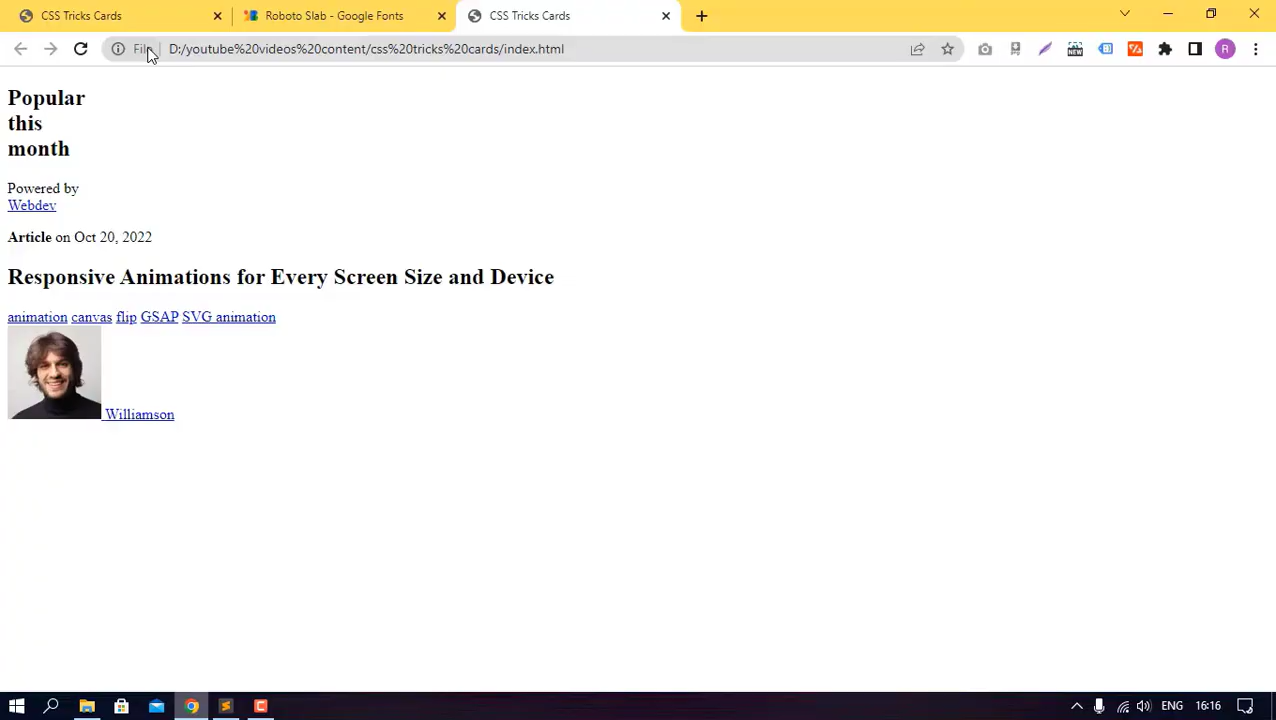 CSS Tricks Cards
Roboto Slab - Google Fonts
CSS Tricks Cards
D:/youtube%20videos%20content/css%20tricks%20cards/index.html
NEW
R
Popular
this
month
Powered by
Webdev
Article on Oct 20, 2022
Responsive Animations for Every Screen Size and Device
animation canvas flip GSAP SVG animation
Williamson
ENG
16:16